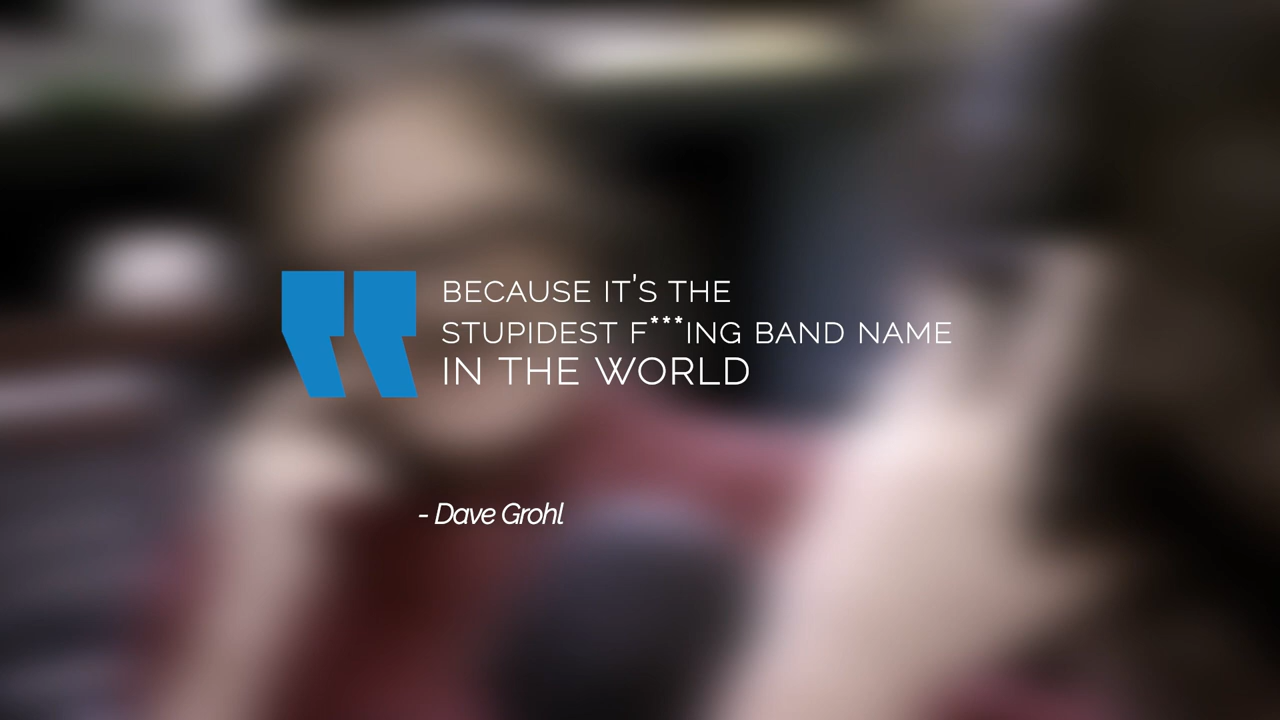 BECAUSE IT'S THE
STUPIDEST F***ING BAND NAME
IN THE WORLD
- Dave Grohl